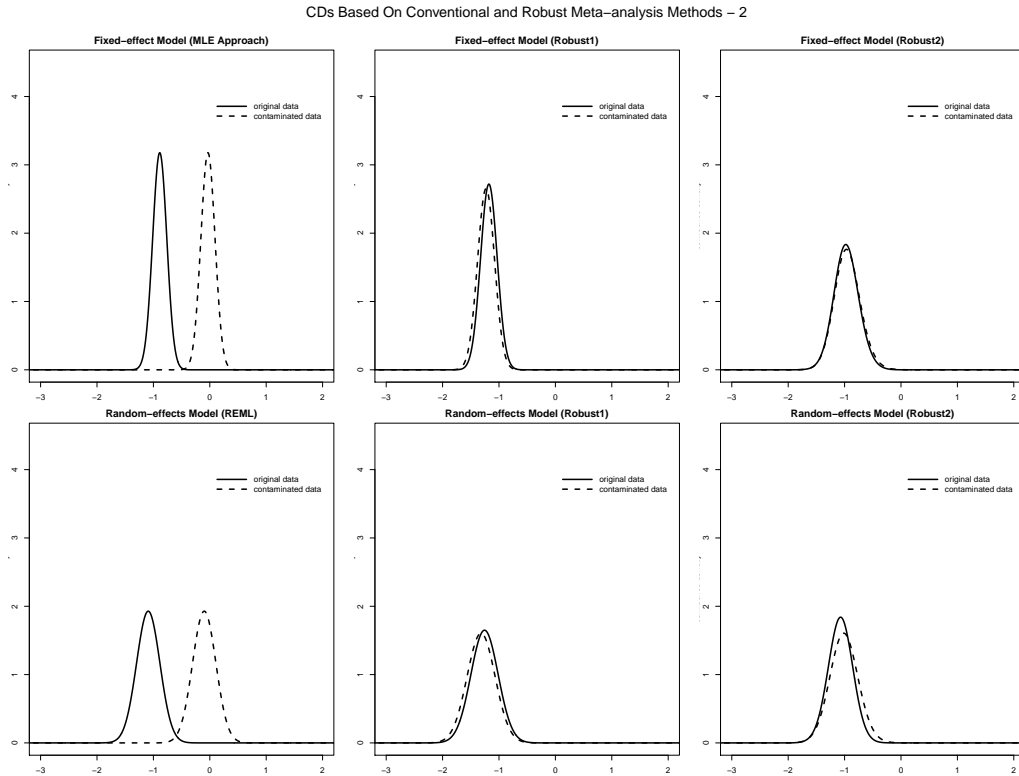 CDs Based On Conventional and Robust Meta−analysis Methods − 2
Fixed−effect Model (MLE Approach)
4
3
2
1
0
original data
contaminated data
−3 −2 −1 0 1 2
Fixed−effect Model (Robust1)
4
3
2
1
0
original data
contaminated data
−3 −2 −1 0 1 2
Fixed−effect Model (Robust2)
4
3
2
1
0
original data
contaminated data
−3 −2 −1 0 1 2
Random−effects Model (REML)
4
3
2
1
0
original data
contaminated data
−3 −2 −1 0 1 2
Random−effects Model (Robust1)
4
3
2
1
0
original data
contaminated data
−3 −2 −1 0 1 2
Random−effects Model (Robust2)
4
3
2
1
0
original data
contaminated data
−3 −2 −1 0 1 2